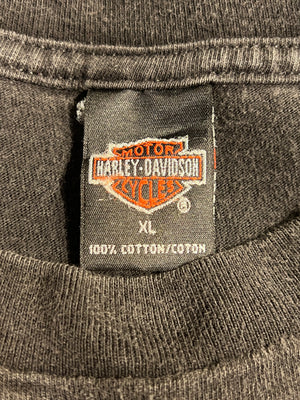 MOTOR
HARLEY-DAVIDSON
CYCLES
®
XL
100% COTTON/COTON